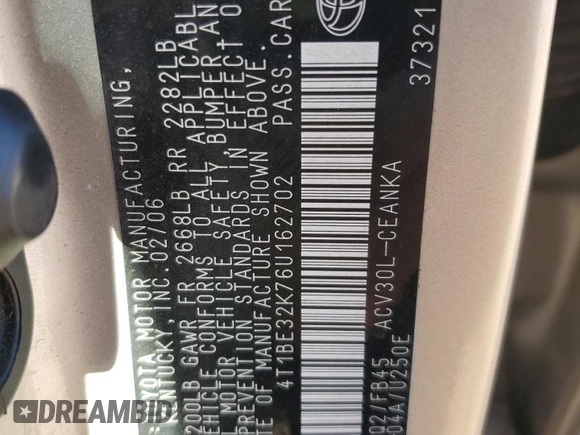 TOYOTA MOTOR MANUFACTURING,
KENTUCKY, INC. 02/06
200LB GAWR FR 2668LB RR 2282LB
VEHICLE CONFORMS TO ALL APPLICABL
L MOTOR VEHICLE SAFETY, BUMPER, AN
PREVENTION STANDARDS IN EFFECT O
TE OF MANUFACTURE SHOWN ABOVE.
4T1BE32K76U162702 PASS.CAR
QZ/FB45 ACV30L-CEANKA
04A/U250E
37321
DREAMBID